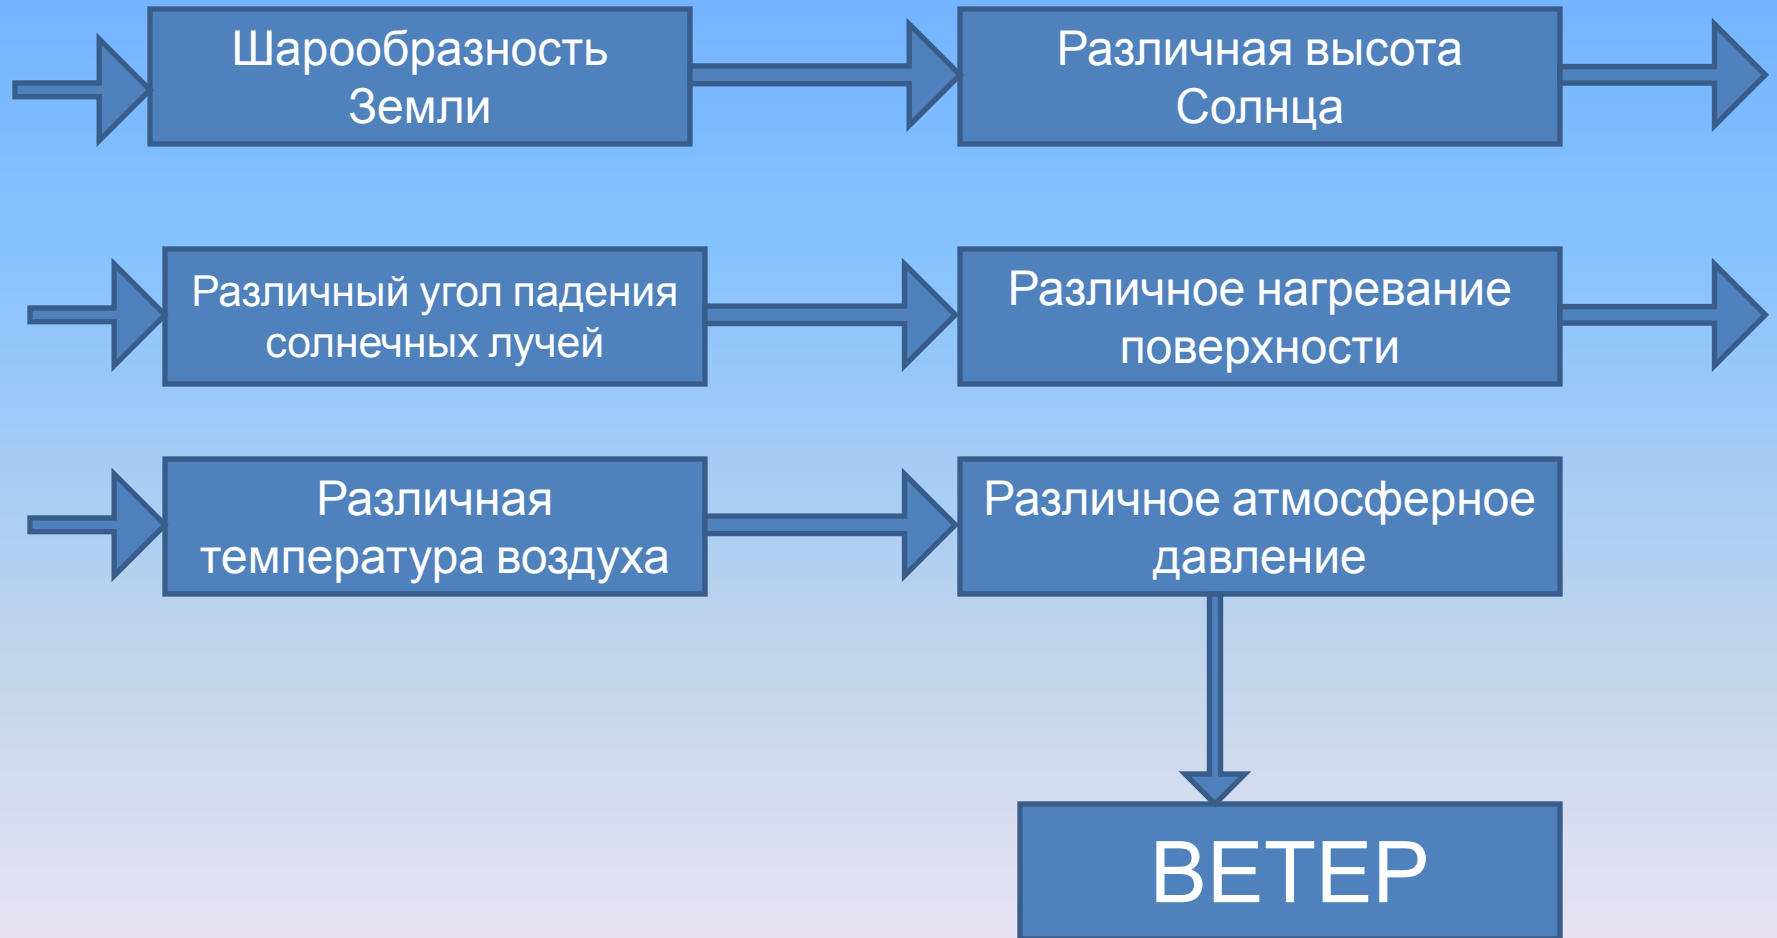 Шарообразность
Земли
Различная высота
Солнца
Различный угол падения
солнечных лучей
Различное нагревание
поверхности
Различная
температура воздуха
Различное атмосферное
давление
ВЕТЕР